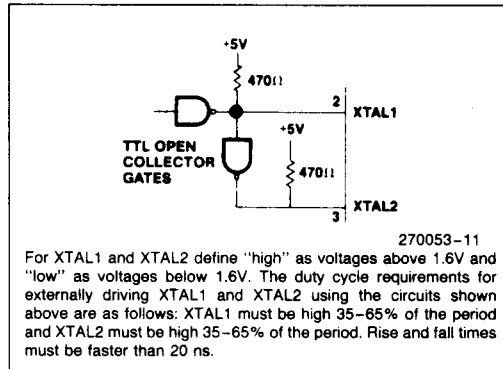 +5V
470Ω
2
XTAL1
+5V
TTL OPEN
COLLECTOR
GATES
470Ω
XTAL2
3
270053-11
For XTAL1 and XTAL2 define "high" as voltages above 1.6V and
"low" as voltages below 1.6V. The duty cycle requirements for
externally driving XTAL1 and XTAL2 using the circuits shown
above are as follows: XTAL1 must be high 35–65% of the period
and XTAL2 must be high 35–65% of the period. Rise and fall times
must be faster than 20 ns.